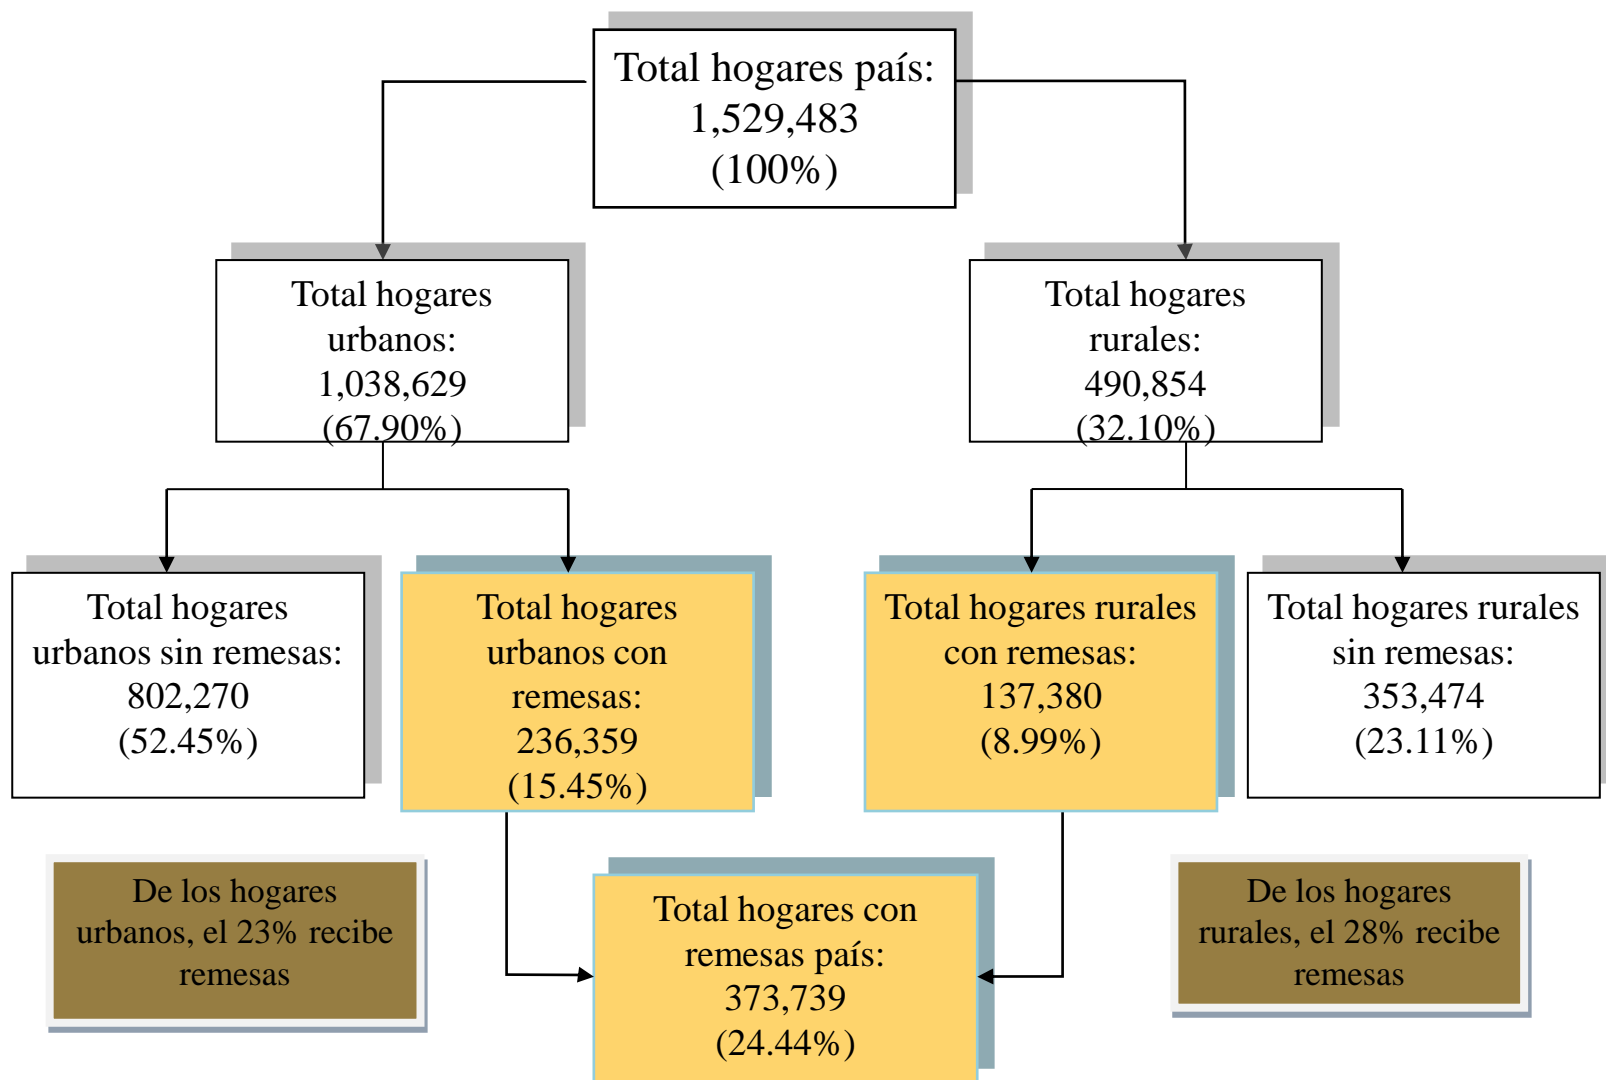 Total hogares país:
1,529,483
(100%)
Total hogares
urbanos:
1,038,629
(67.90%)
Total hogares
rurales:
490,854
(32.10%)
Total hogares
urbanos sin remesas:
802,270
(52.45%)
Total hogares
urbanos con
remesas:
236,359
(15.45%)
Total hogares rurales
con remesas:
137,380
(8.99%)
Total hogares rurales
sin remesas:
353,474
(23.11%)
De los hogares
urbanos, el 23% recibe
remesas
Total hogares con
remesas país:
373,739
(24.44%)
De los hogares
rurales, el 28% recibe
remesas